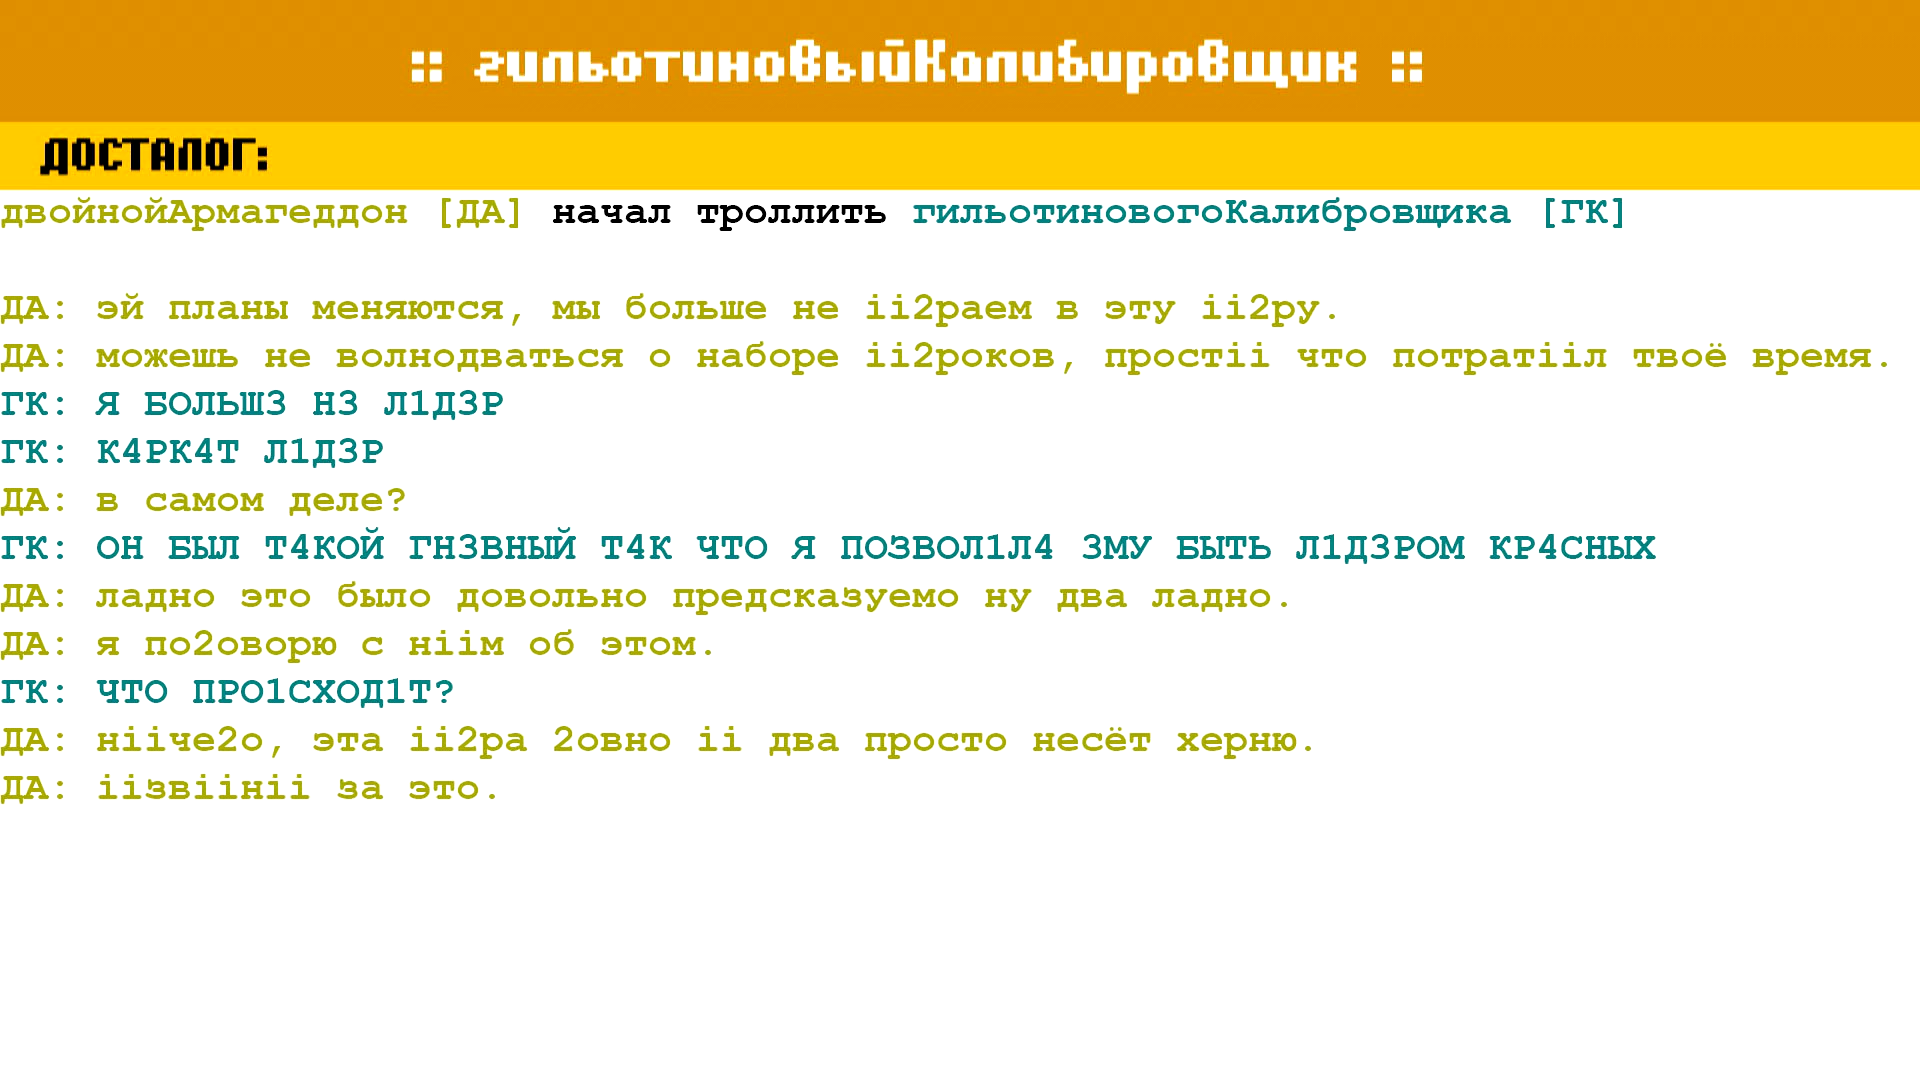 :: гильотиновыйКолибировщик ::
ДОСТАЛОГ:
двойнойАрмагеддон [ДА] начал троллить гильотиновогоКалибровщика [ГК]
ДА: эй планы меняются, мы больше не ii2раем в эту ii2ру.
ДА: можешь не волнодваться о наборе ii2роков, простii что потратiiл твоё время.
ГК: Я БОЛЬШ3 Н3 Л1Д3Р
ГК: К4РК4Т Л1Д3Р
ДА: в самом деле?
ГК: ОН БЫЛ Т4КОЙ ГН3ВНЫЙ Т4К ЧТО Я ПОЗВОЛ1Л4 3МУ БЫТЬ Л1Д3РОМ КР4СНЫХ
ДА: ладно это было довольно предсказуемо ну два ладно.
ДА: я по2оворю с нiiм об этом.
ГК: ЧТО ПРО1СХОД1Т?
ДА: нiiче2о, эта ii2ра 2овно ii два просто несёт херню.
ДА: iiзвiiнii за это.